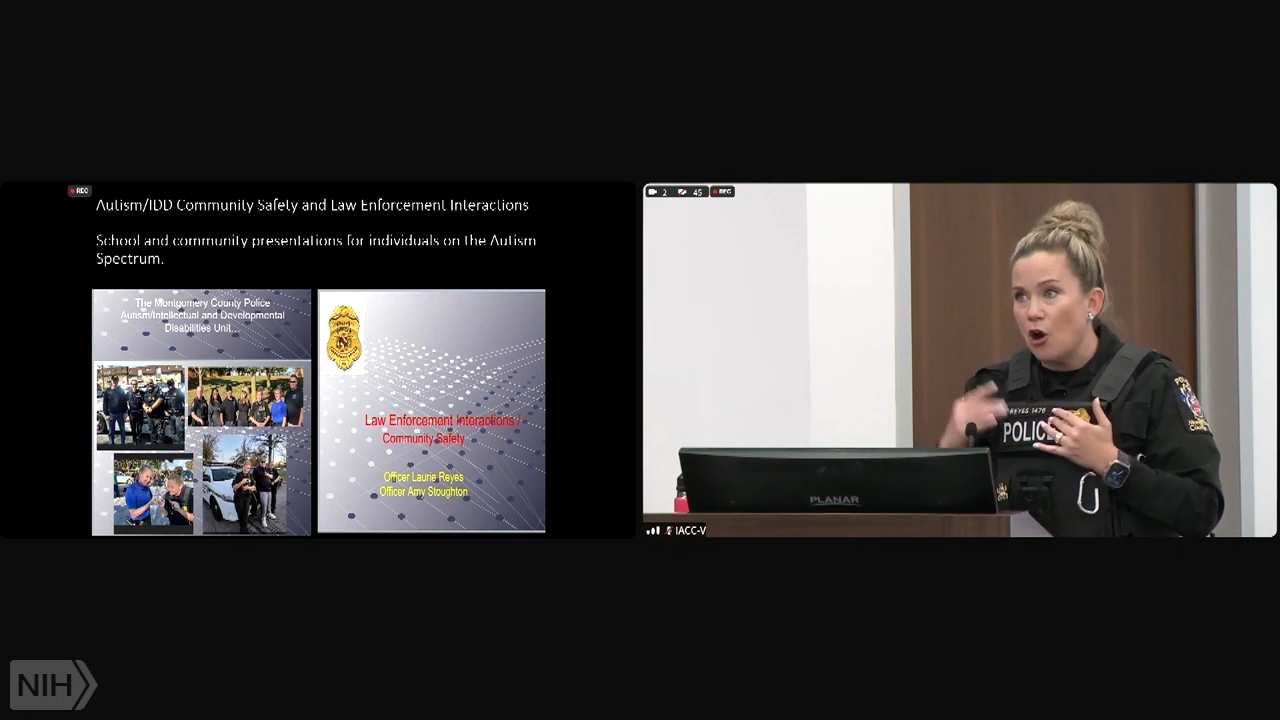 REC
Autism/IDD Community Safety and Law Enforcement Interactions
School and community presentations for individuals on the Autism
Spectrum.
The Montgomery County Police
Autism/Intellectual and Developmental
Disabilities Unit...
Law Enforcement Interactions /
Community Safety
Officer Laurie Reyes
Officer Amy Stoughton
2 45 REC
REYES 1476
POLICE
PLANAR
IACC-V
NIH